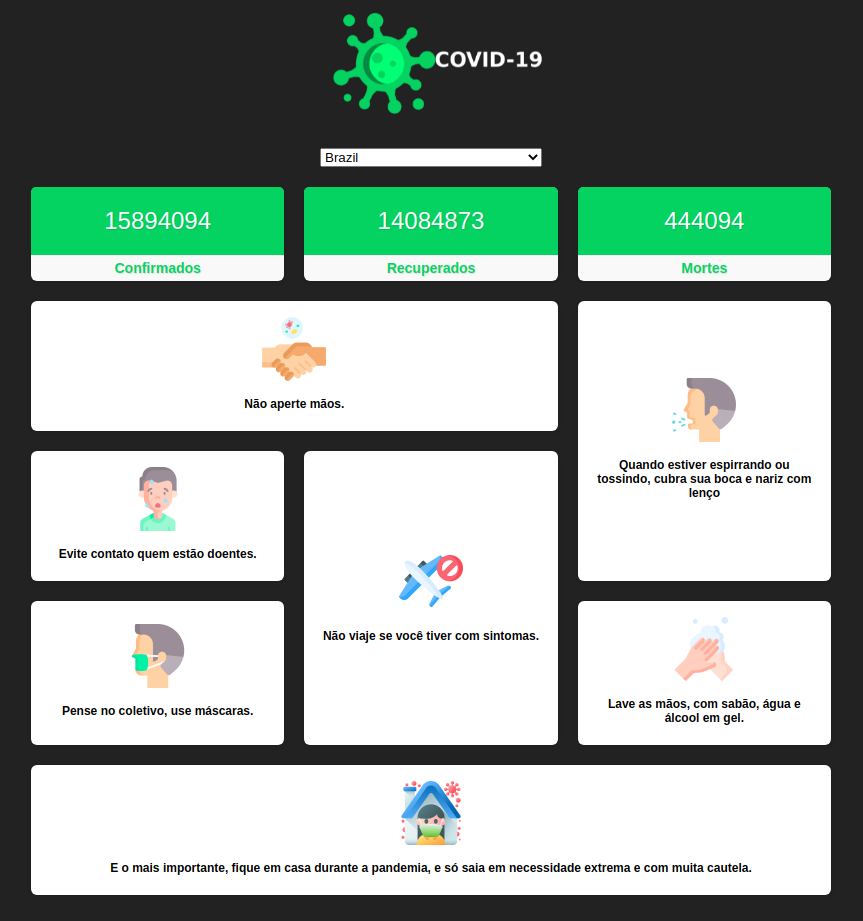 COVID-19
Brazil
15894094
Confirmados
14084873
Recuperados
444094
Mortes
Não aperte mãos.
Quando estiver espirrando ou
tossindo, cubra sua boca e nariz com
lenço
Evite contato quem estão doentes.
Não viaje se você tiver com sintomas.
Pense no coletivo, use máscaras.
Lave as mãos, com sabão, água e
álcool em gel.
E o mais importante, fique em casa durante a pandemia, e só saia em necessidade extrema e com muita cautela.